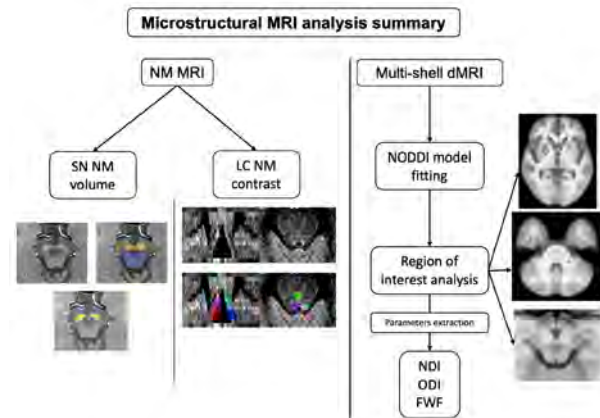 Microstructural MRI analysis summary
NM MRI
SN NM
volume
LC NM
contrast
Multi-shell dMRI
NODDI model
fitting
Region of
interest analysis
Parameters extraction
NDI
ODI
FWF